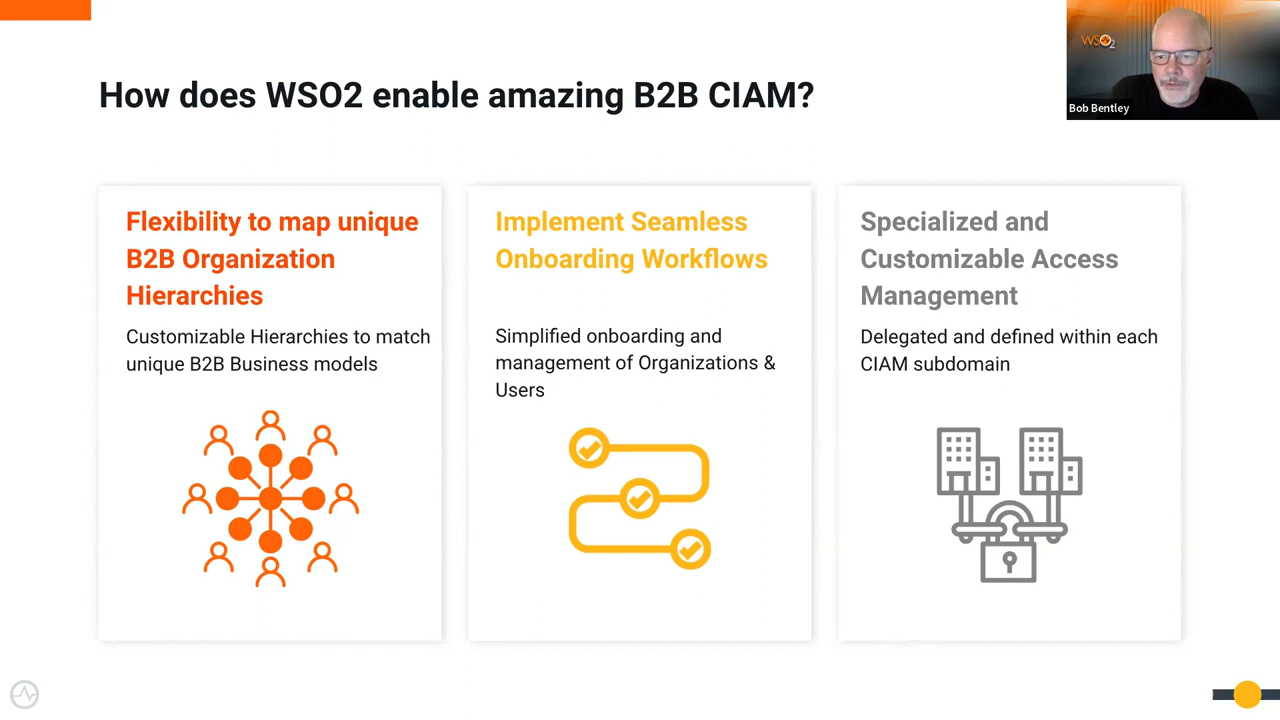 How does WSO2 enable amazing B2B CIAM?
WSO2
Bob Bentley
Flexibility to map unique
B2B Organization
Hierarchies
Customizable Hierarchies to match
unique B2B Business models
Implement Seamless
Onboarding Workflows
Simplified onboarding and
management of Organizations &
Users
Specialized and
Customizable Access
Management
Delegated and defined within each
CIAM subdomain